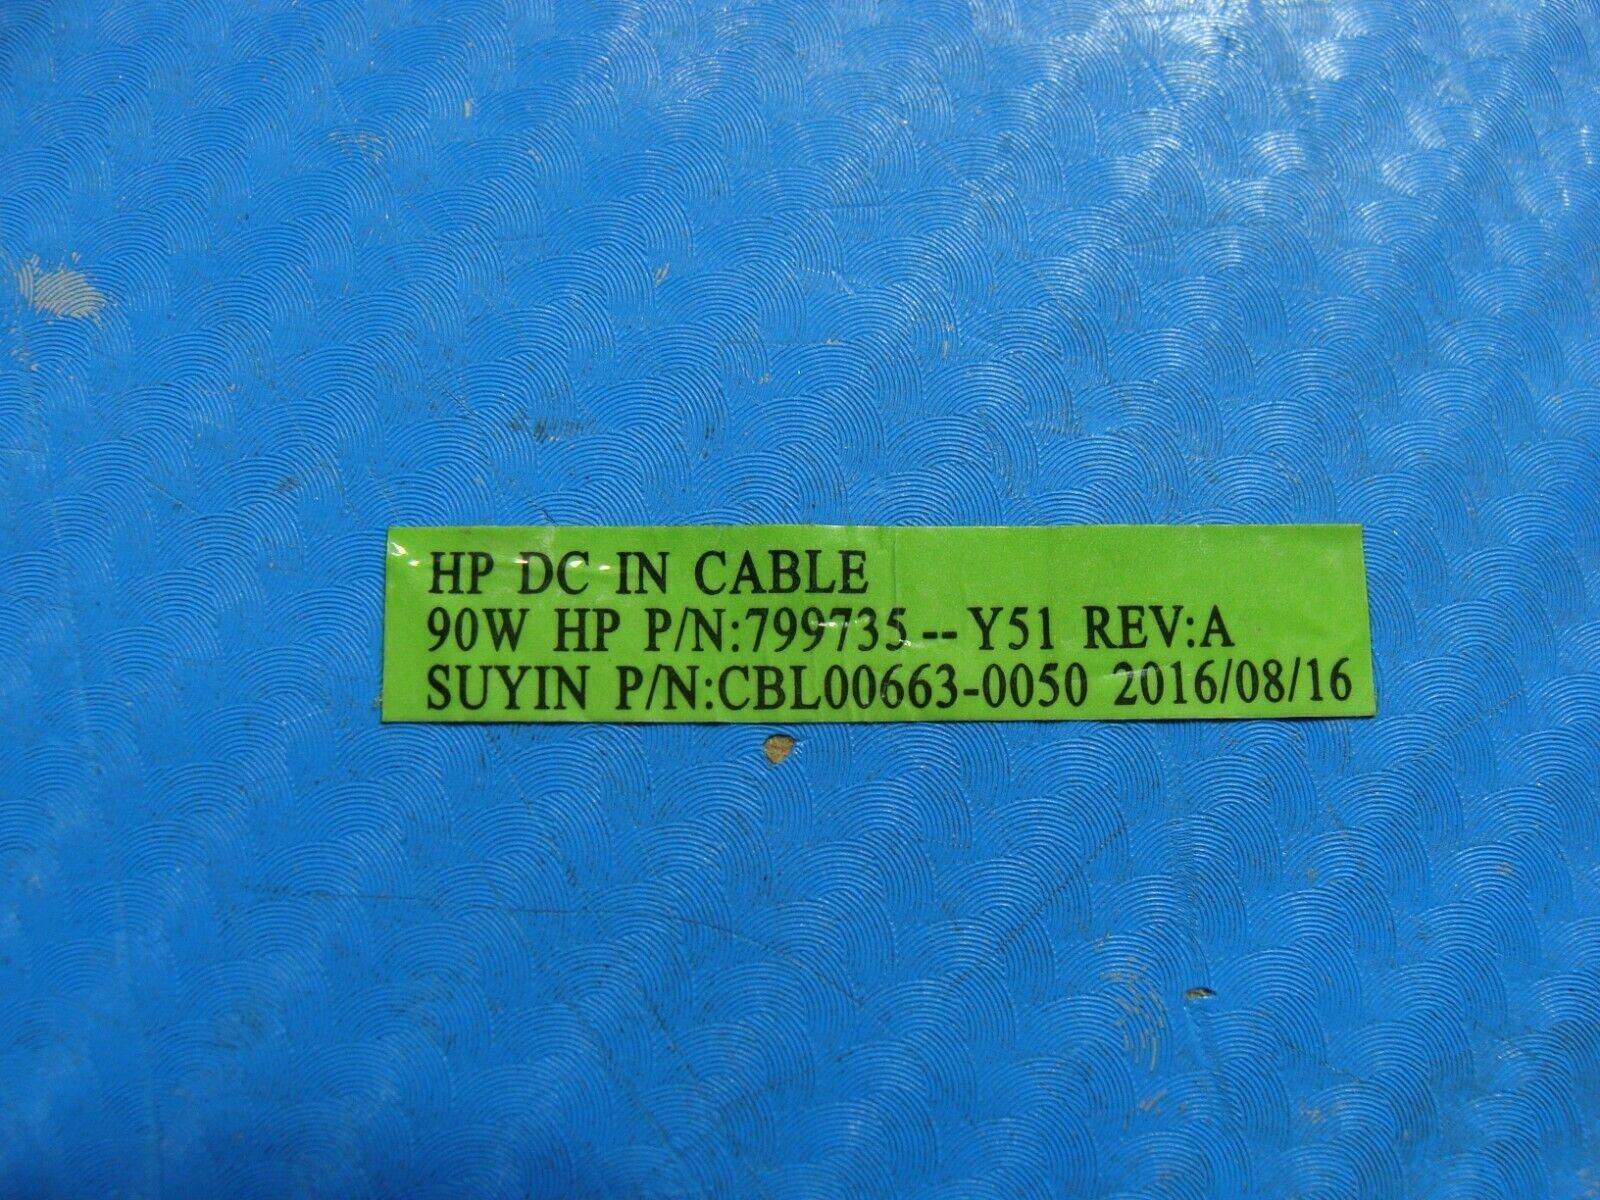 HP DC IN CABLE
90W HP P/N:799735--Y51 REV:A
SUYIN P/N:CBL00663-0050 2016/08/16